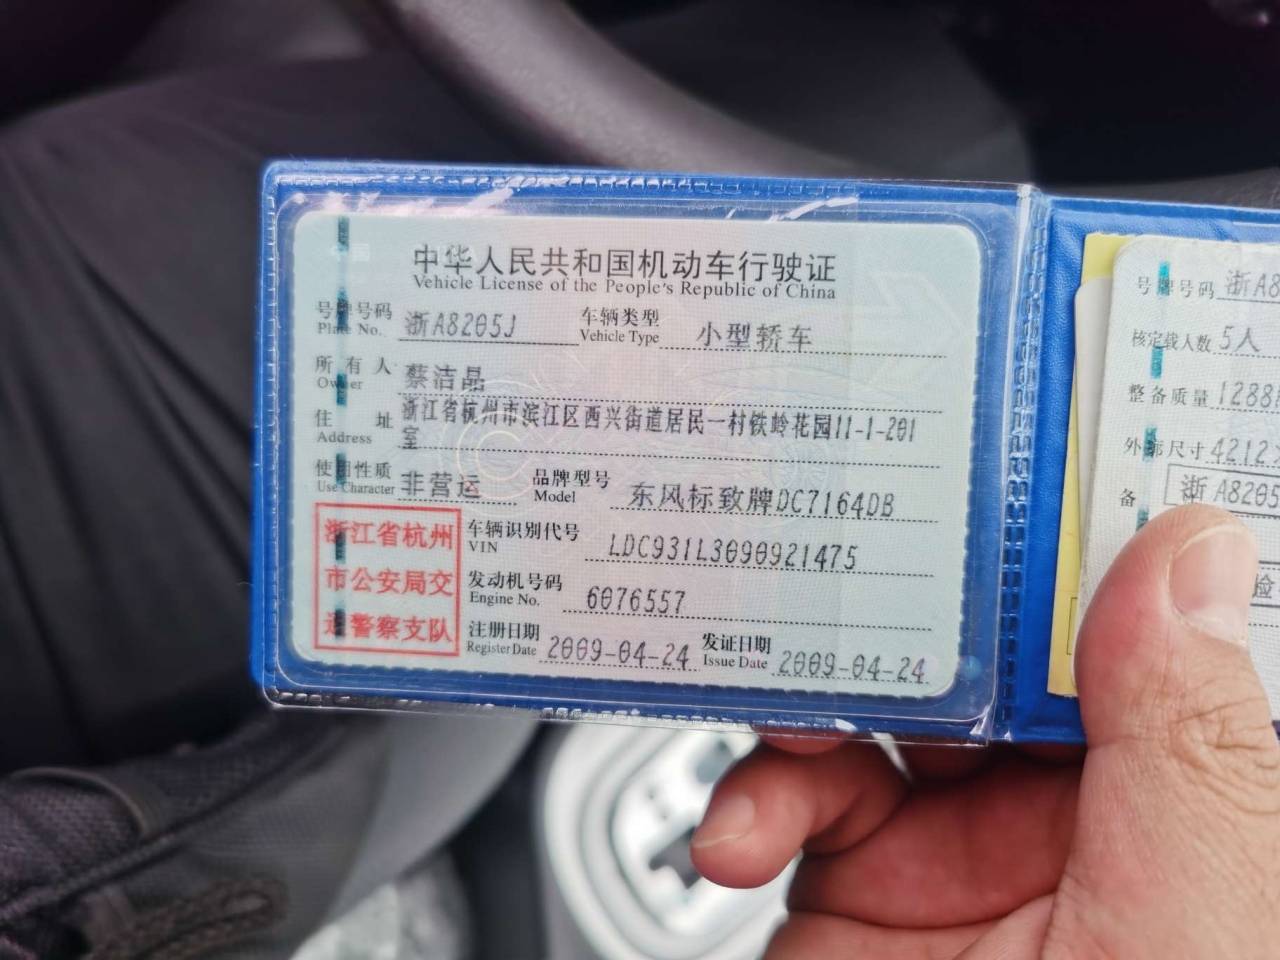 中华人民共和国机动车行驶证
Vehicle License of the People's Republic of China
号牌号码 浙A8205J 车辆类型 小型轿车
Plate No. Vehicle Type
所有人 蔡洁晶
Owner
住址 浙江省杭州市滨江区西兴街道居民一村铁岭花园11-1-201
Address 室
使用性质 非营运 品牌型号 东风标致牌DC7164DB
Use Character Model
浙江省杭州
市公安局交
通警察支队
车辆识别代号 LDC931L3090921475
VIN
发动机号码 6076557
Engine No.
注册日期 2009-04-24 发证日期 2009-04-24
Register Date Issue Date
号牌号码 浙A8
核定载人数 5人
整备质量 1288
外廓尺寸 4212
备
浙A8205
检